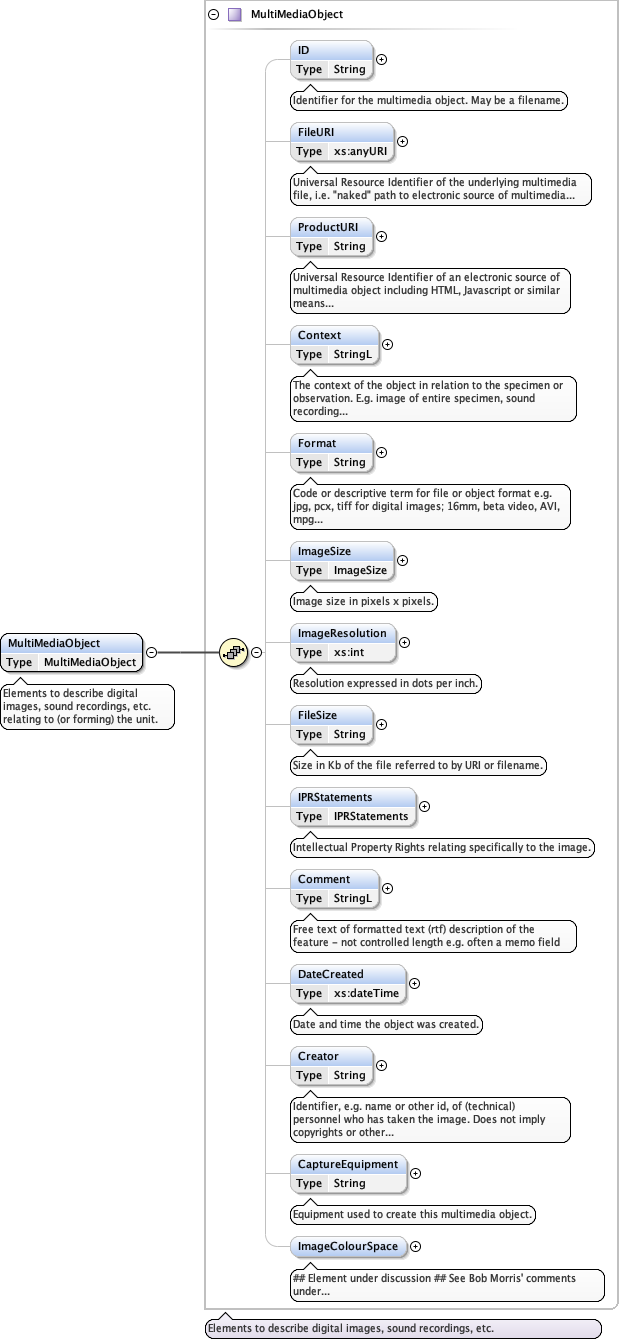 MultiMediaObject
ID
Type String
Identifier for the multimedia object. May be a filename.
FileURI
Type xs:anyURI
Universal Resource Identifier of the underlying multimedia
file, i.e. "naked" path to electronic source of multimedia...
ProductURI
Type String
Universal Resource Identifier of an electronic source of
multimedia object including HTML, Javascript or similar
means...
Context
Type StringL
The context of the object in relation to the specimen or
observation. E.g. image of entire specimen, sound
recording...
Format
Type String
Code or descriptive term for file or object format e.g.
jpg, pcx, tiff for digital images; 16mm, beta video, AVI,
mpg...
ImageSize
Type ImageSize
Image size in pixels x pixels.
MultiMediaObject
Type MultiMediaObject
Elements to describe digital
images, sound recordings, etc.
relating to (or forming) the unit.
ImageResolution
Type xs:int
Resolution expressed in dots per inch.
FileSize
Type String
Size in Kb of the file referred to by URI or filename.
IPRStatements
Type IPRStatements
Intellectual Property Rights relating specifically to the image.
Comment
Type StringL
Free text of formatted text (rtf) description of the
feature - not controlled length e.g. often a memo field
DateCreated
Type xs:dateTime
Date and time the object was created.
Creator
Type String
Identifier, e.g. name or other id, of (technical)
personnel who has taken the image. Does not imply
copyrights or other...
CaptureEquipment
Type String
Equipment used to create this multimedia object.
ImageColourSpace
## Element under discussion ## See Bob Morris' comments
under...
Elements to describe digital images, sound recordings, etc.